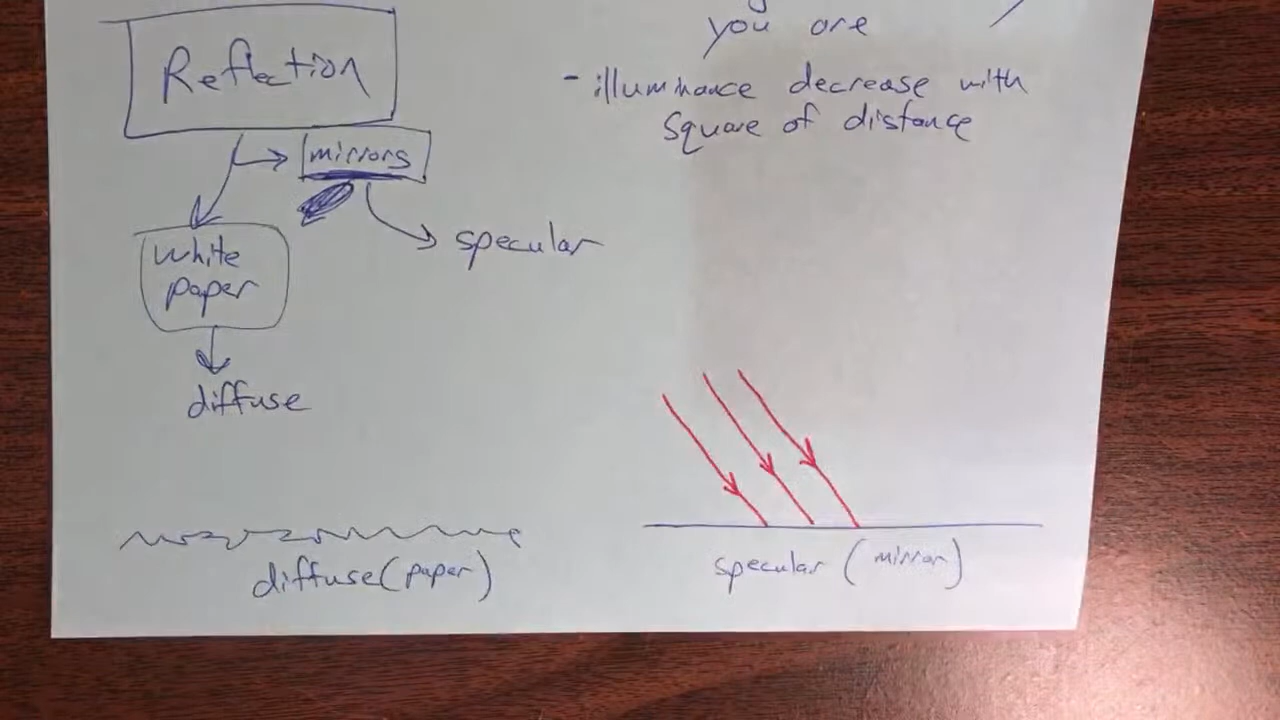 Reflection
mirrors
specular
white
paper
diffuse
you are
- illuminance decrease with
square of distance
diffuse (paper)
specular (mirror)